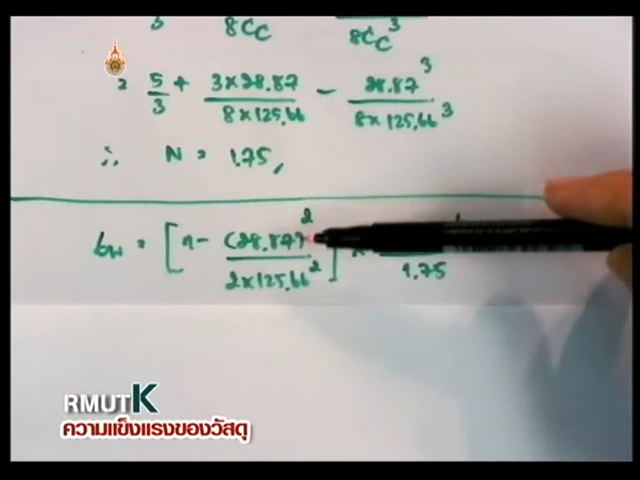 3 8Cc 8Cc³
= 5/3 + 3×28.87/8×125.66 - 28.87³/8×125.66³
∴ N = 1.75,
σw = [1 - (28.87)²/2×125.66²] ×
1.75
RMUTK
ความแข็งแรงของวัสดุ